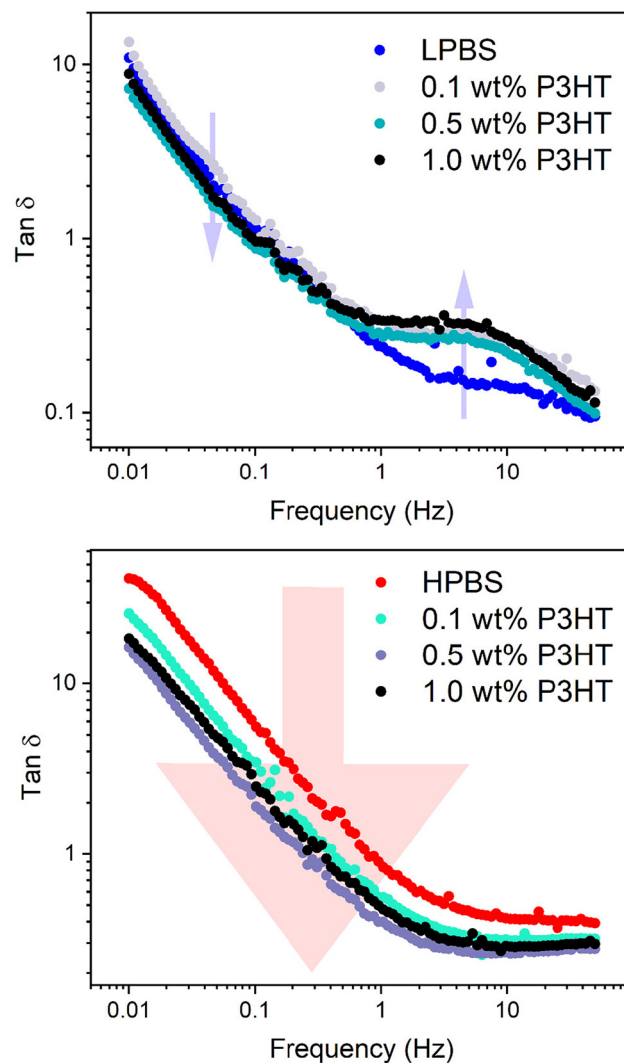 LPBS
0.1 wt% P3HT
0.5 wt% P3HT
1.0 wt% P3HT
10
1
0.1
Tan δ
0.01
0.1
1
10
Frequency (Hz)
HPBS
0.1 wt% P3HT
0.5 wt% P3HT
1.0 wt% P3HT
10
1
Tan δ
0.01
0.1
1
10
Frequency (Hz)